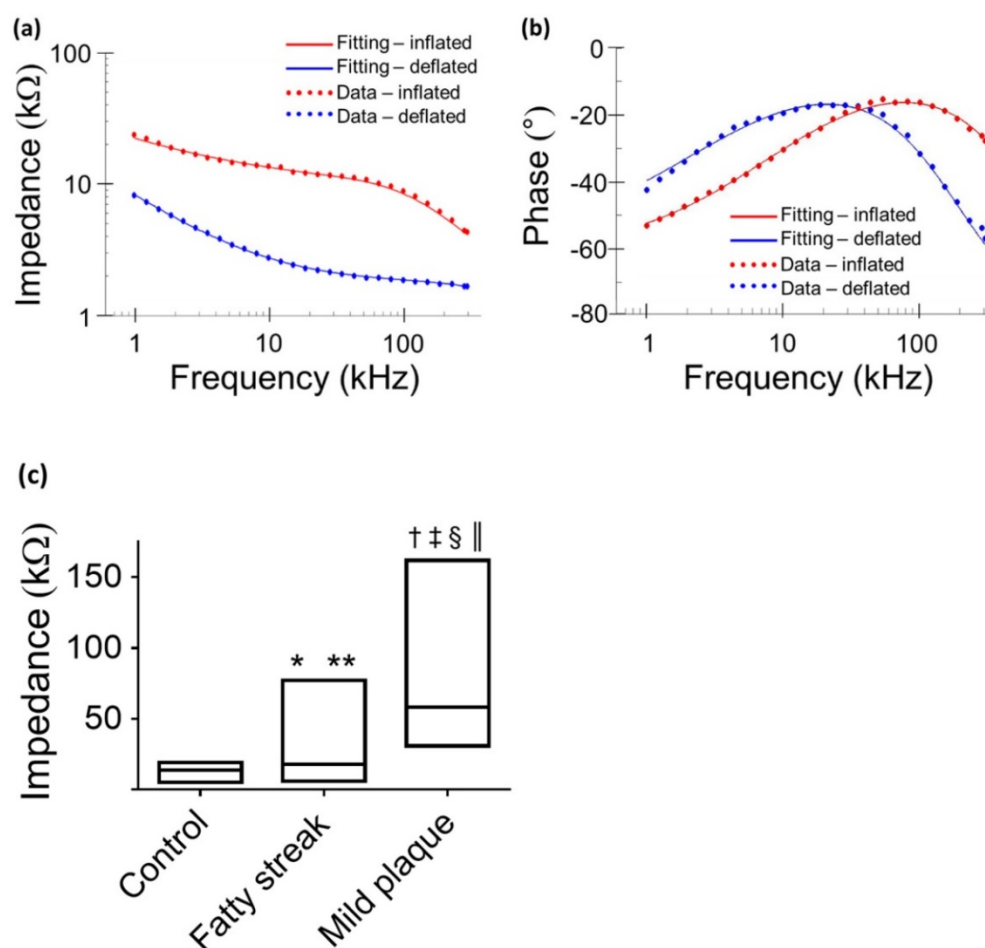 (a)
Impedance (kΩ)
100
10
1
Fitting – inflated
Fitting – deflated
Data – inflated
Data – deflated
1 10 100
Frequency (kHz)
(b)
Phase (°)
0
-20
-40
-60
-80
Fitting – inflated
Fitting – deflated
Data – inflated
Data – deflated
1 10 100
Frequency (kHz)
(c)
Impedance (kΩ)
150
100
50
* **
† ‡ § ∥
Control
Fatty streak
Mild plaque